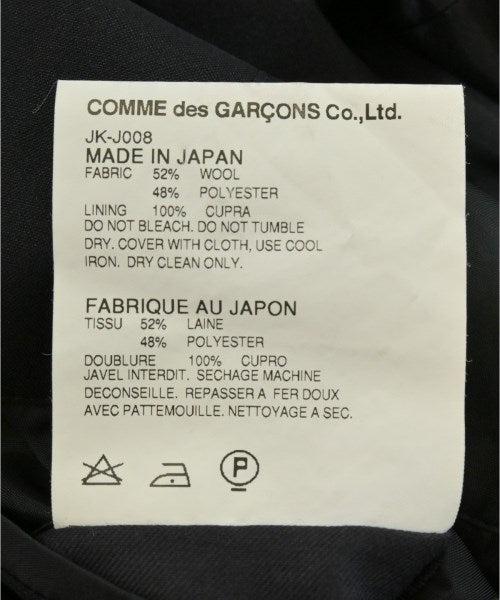 COMME des GARÇONS Co.,Ltd.
JK-J008
MADE IN JAPAN
FABRIC 52% WOOL
48% POLYESTER
LINING 100% CUPRA
DO NOT BLEACH. DO NOT TUMBLE
DRY. COVER WITH CLOTH, USE COOL
IRON. DRY CLEAN ONLY.
FABRIQUE AU JAPON
TISSU 52% LAINE
48% POLYESTER
DOUBLURE 100% CUPRO
JAVEL INTERDIT. SECHAGE MACHINE
DECONSEILLE. REPASSER A FER DOUX
AVEC PATTEMOUILLE. NETTOYAGE A SEC.
P